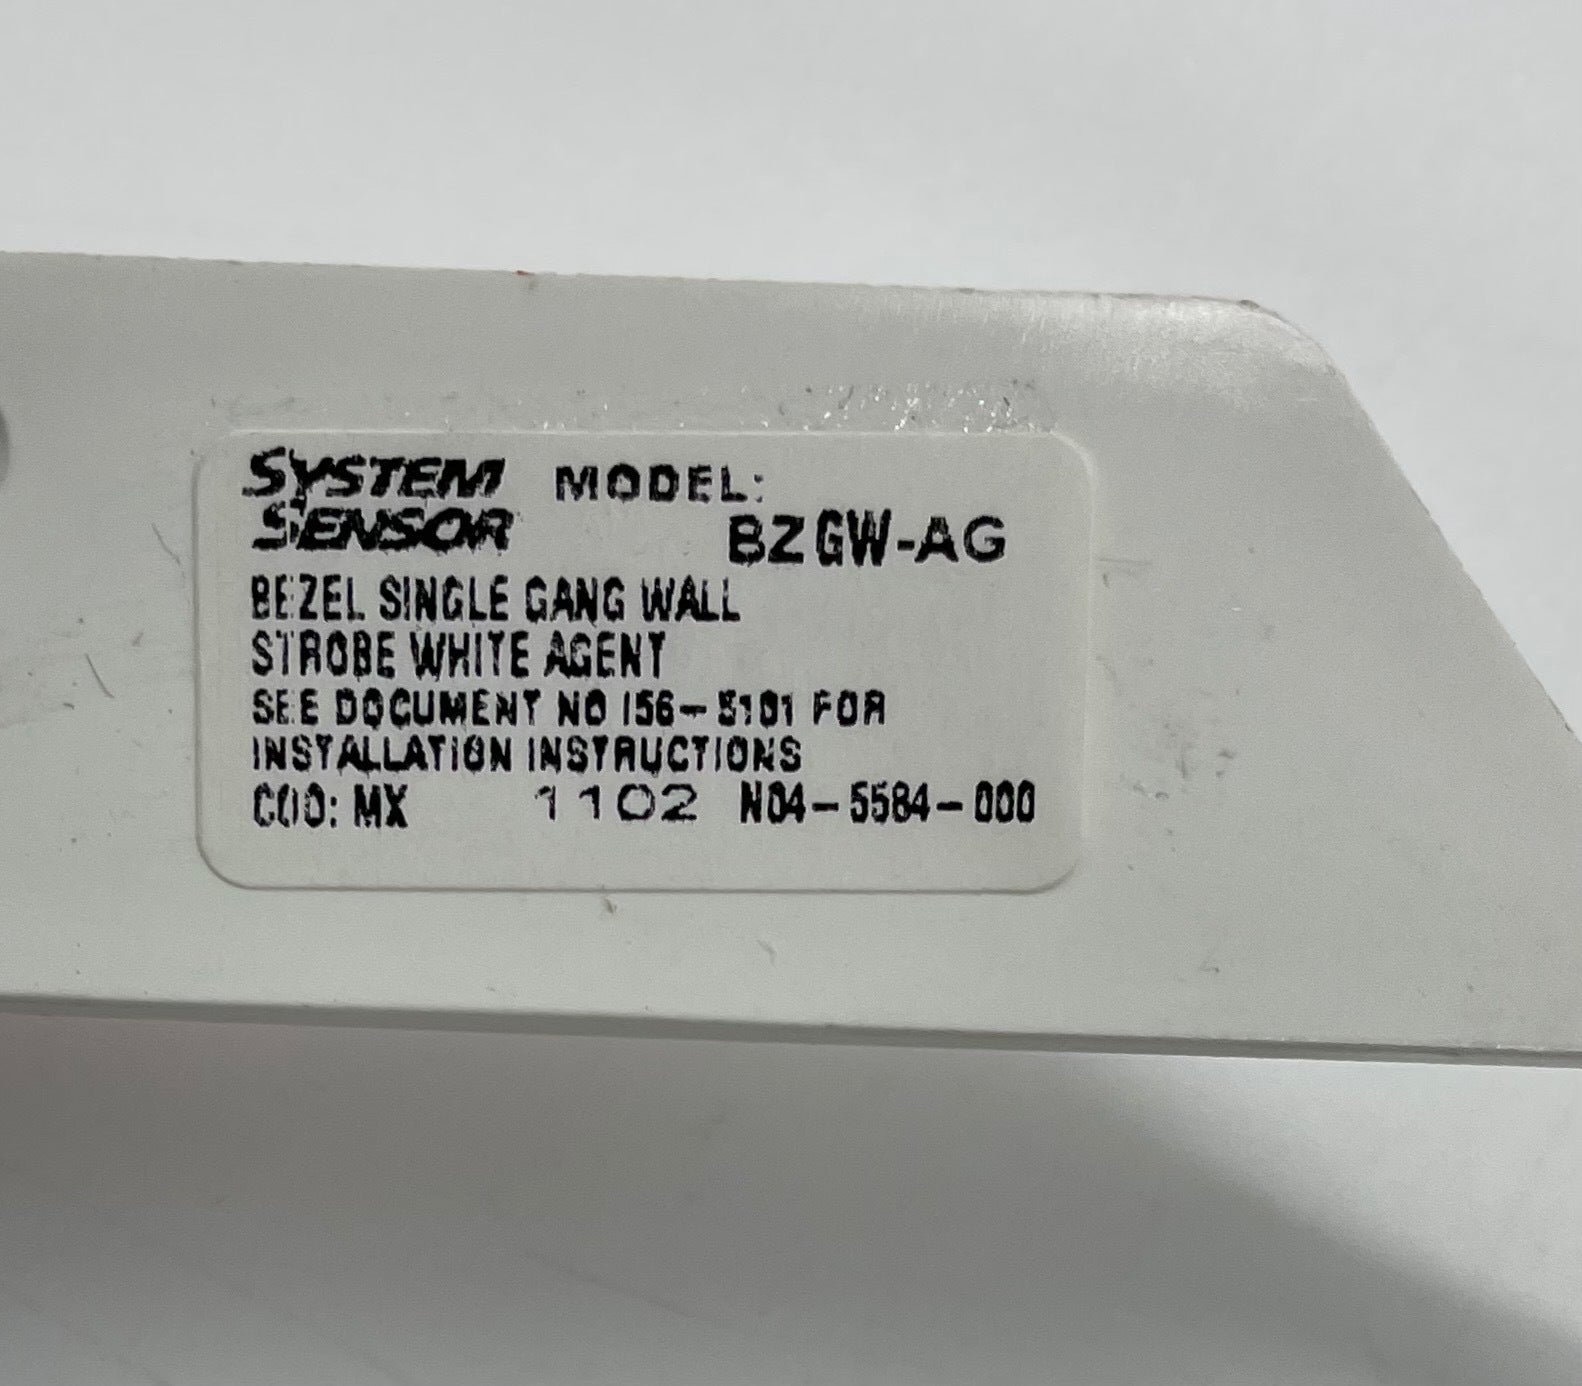 SYSTEM SENSOR MODEL:
BZGW-AG
BEZEL SINGLE GANG WALL
STROBE WHITE AGENT
SEE DOCUMENT NO I56-5101 FOR
INSTALLATION INSTRUCTIONS
COO: MX 1102 N04-5584-000